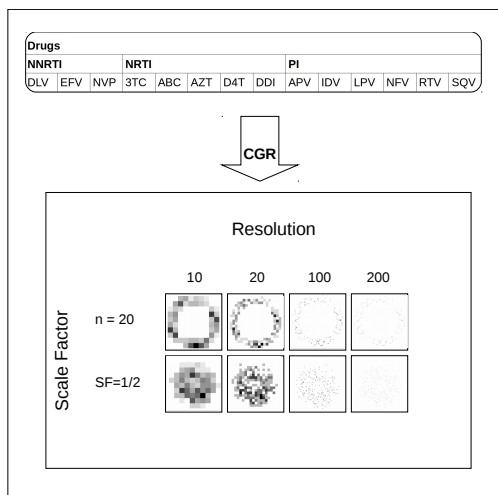 Drugs
NNRTI NRTI PI
DLV EFV NVP 3TC ABC AZT D4T DDI APV IDV LPV NFV RTV SQV
CGR
Resolution
10 20 100 200
Scale Factor
n = 20
SF=1/2